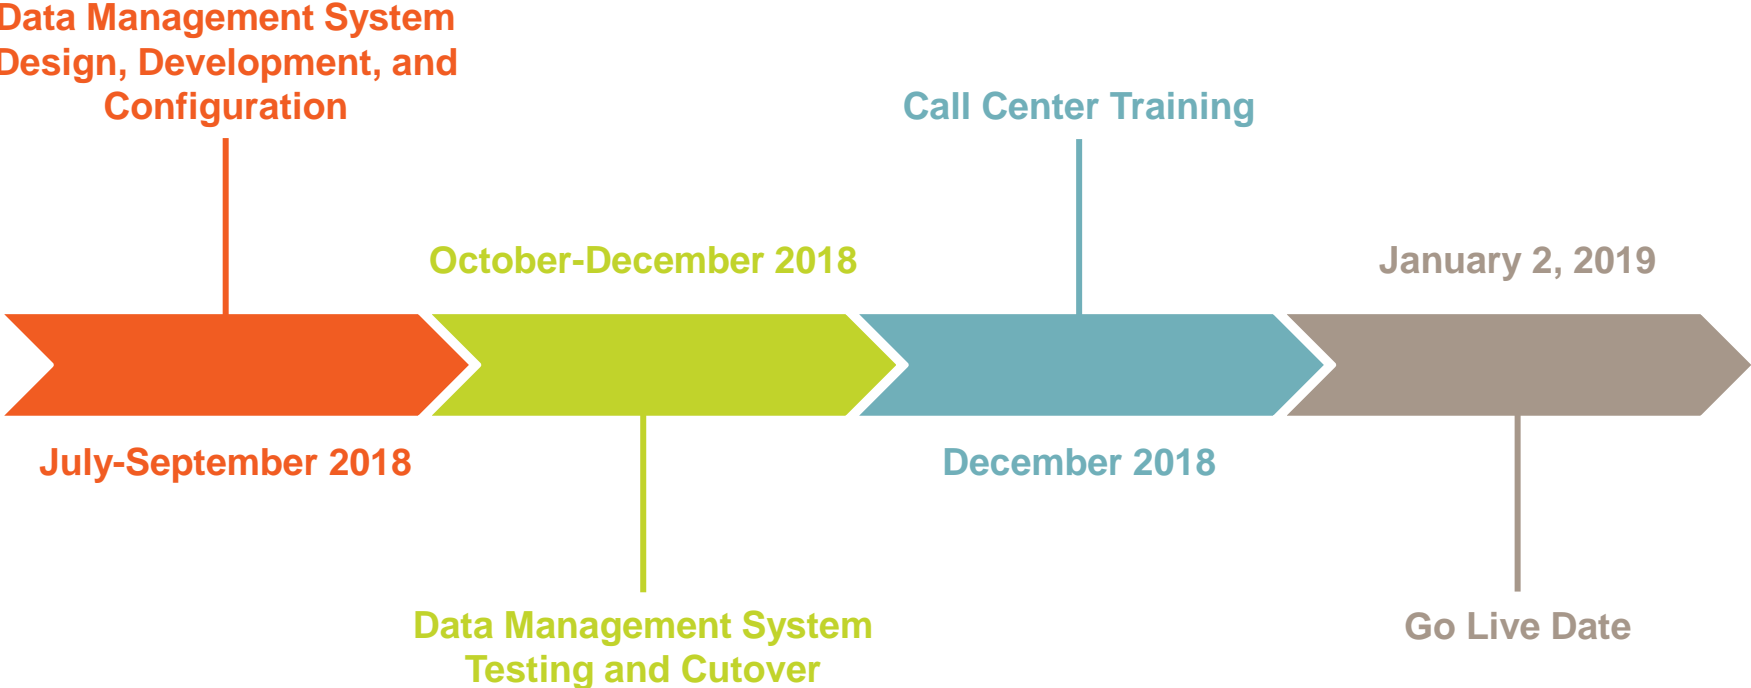 Data Management System
Design, Development, and
Configuration
Call Center Training
October-December 2018
January 2, 2019
July-September 2018
December 2018
Data Management System
Testing and Cutover
Go Live Date